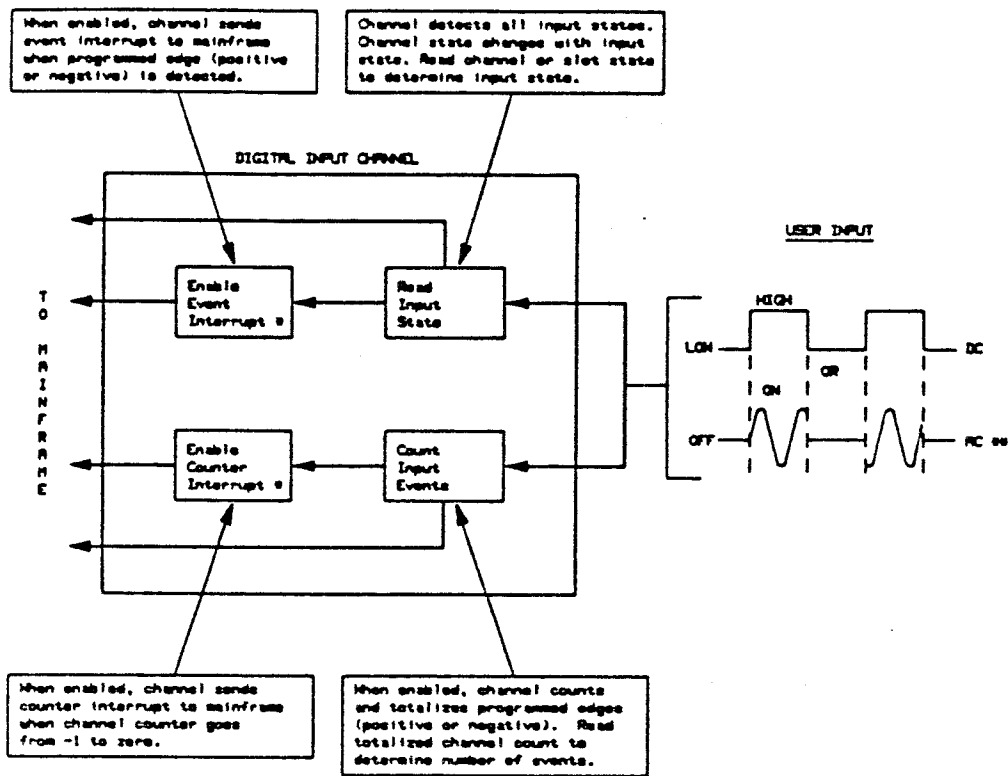 When enabled, channel sends
event interrupt to mainframe
when programmed edge (positive
or negative) is detected.
Channel detects all input states.
Channel state changed with input
state. Read channel or slot state
to determine input state.
DIGITAL INPUT CHANNEL
USER INPUT
TO MAINFRAME
Enable
Event
Interrupt *
Read
Input
State
HIGH
LOW
DC
OR
ON
OFF
AC **
Enable
Counter
Interrupt *
Count
Input
Events
When enabled, channel sends
counter interrupt to mainframe
when channel counter goes
from -1 to zero.
When enabled, channel counts
and totalizes programmed edges
(positive or negative). Read
totalized channel count to
determine number of events.